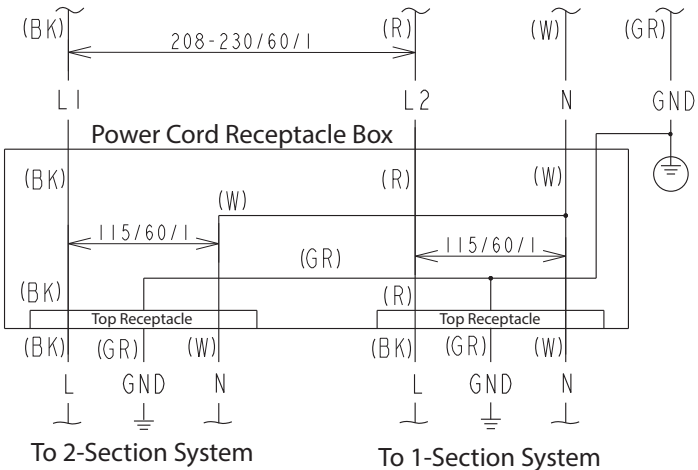 (BK) (R) (W) (GR)
208-230/60/1
L1 L2 N GND
Power Cord Receptacle Box
(BK) (R) (W)
(W)
115/60/1 115/60/1
(GR)
(BK) (R)
Top Receptacle Top Receptacle
(BK) (GR) (W) (BK) (GR) (W)
L GND N L GND N
To 2-Section System To 1-Section System